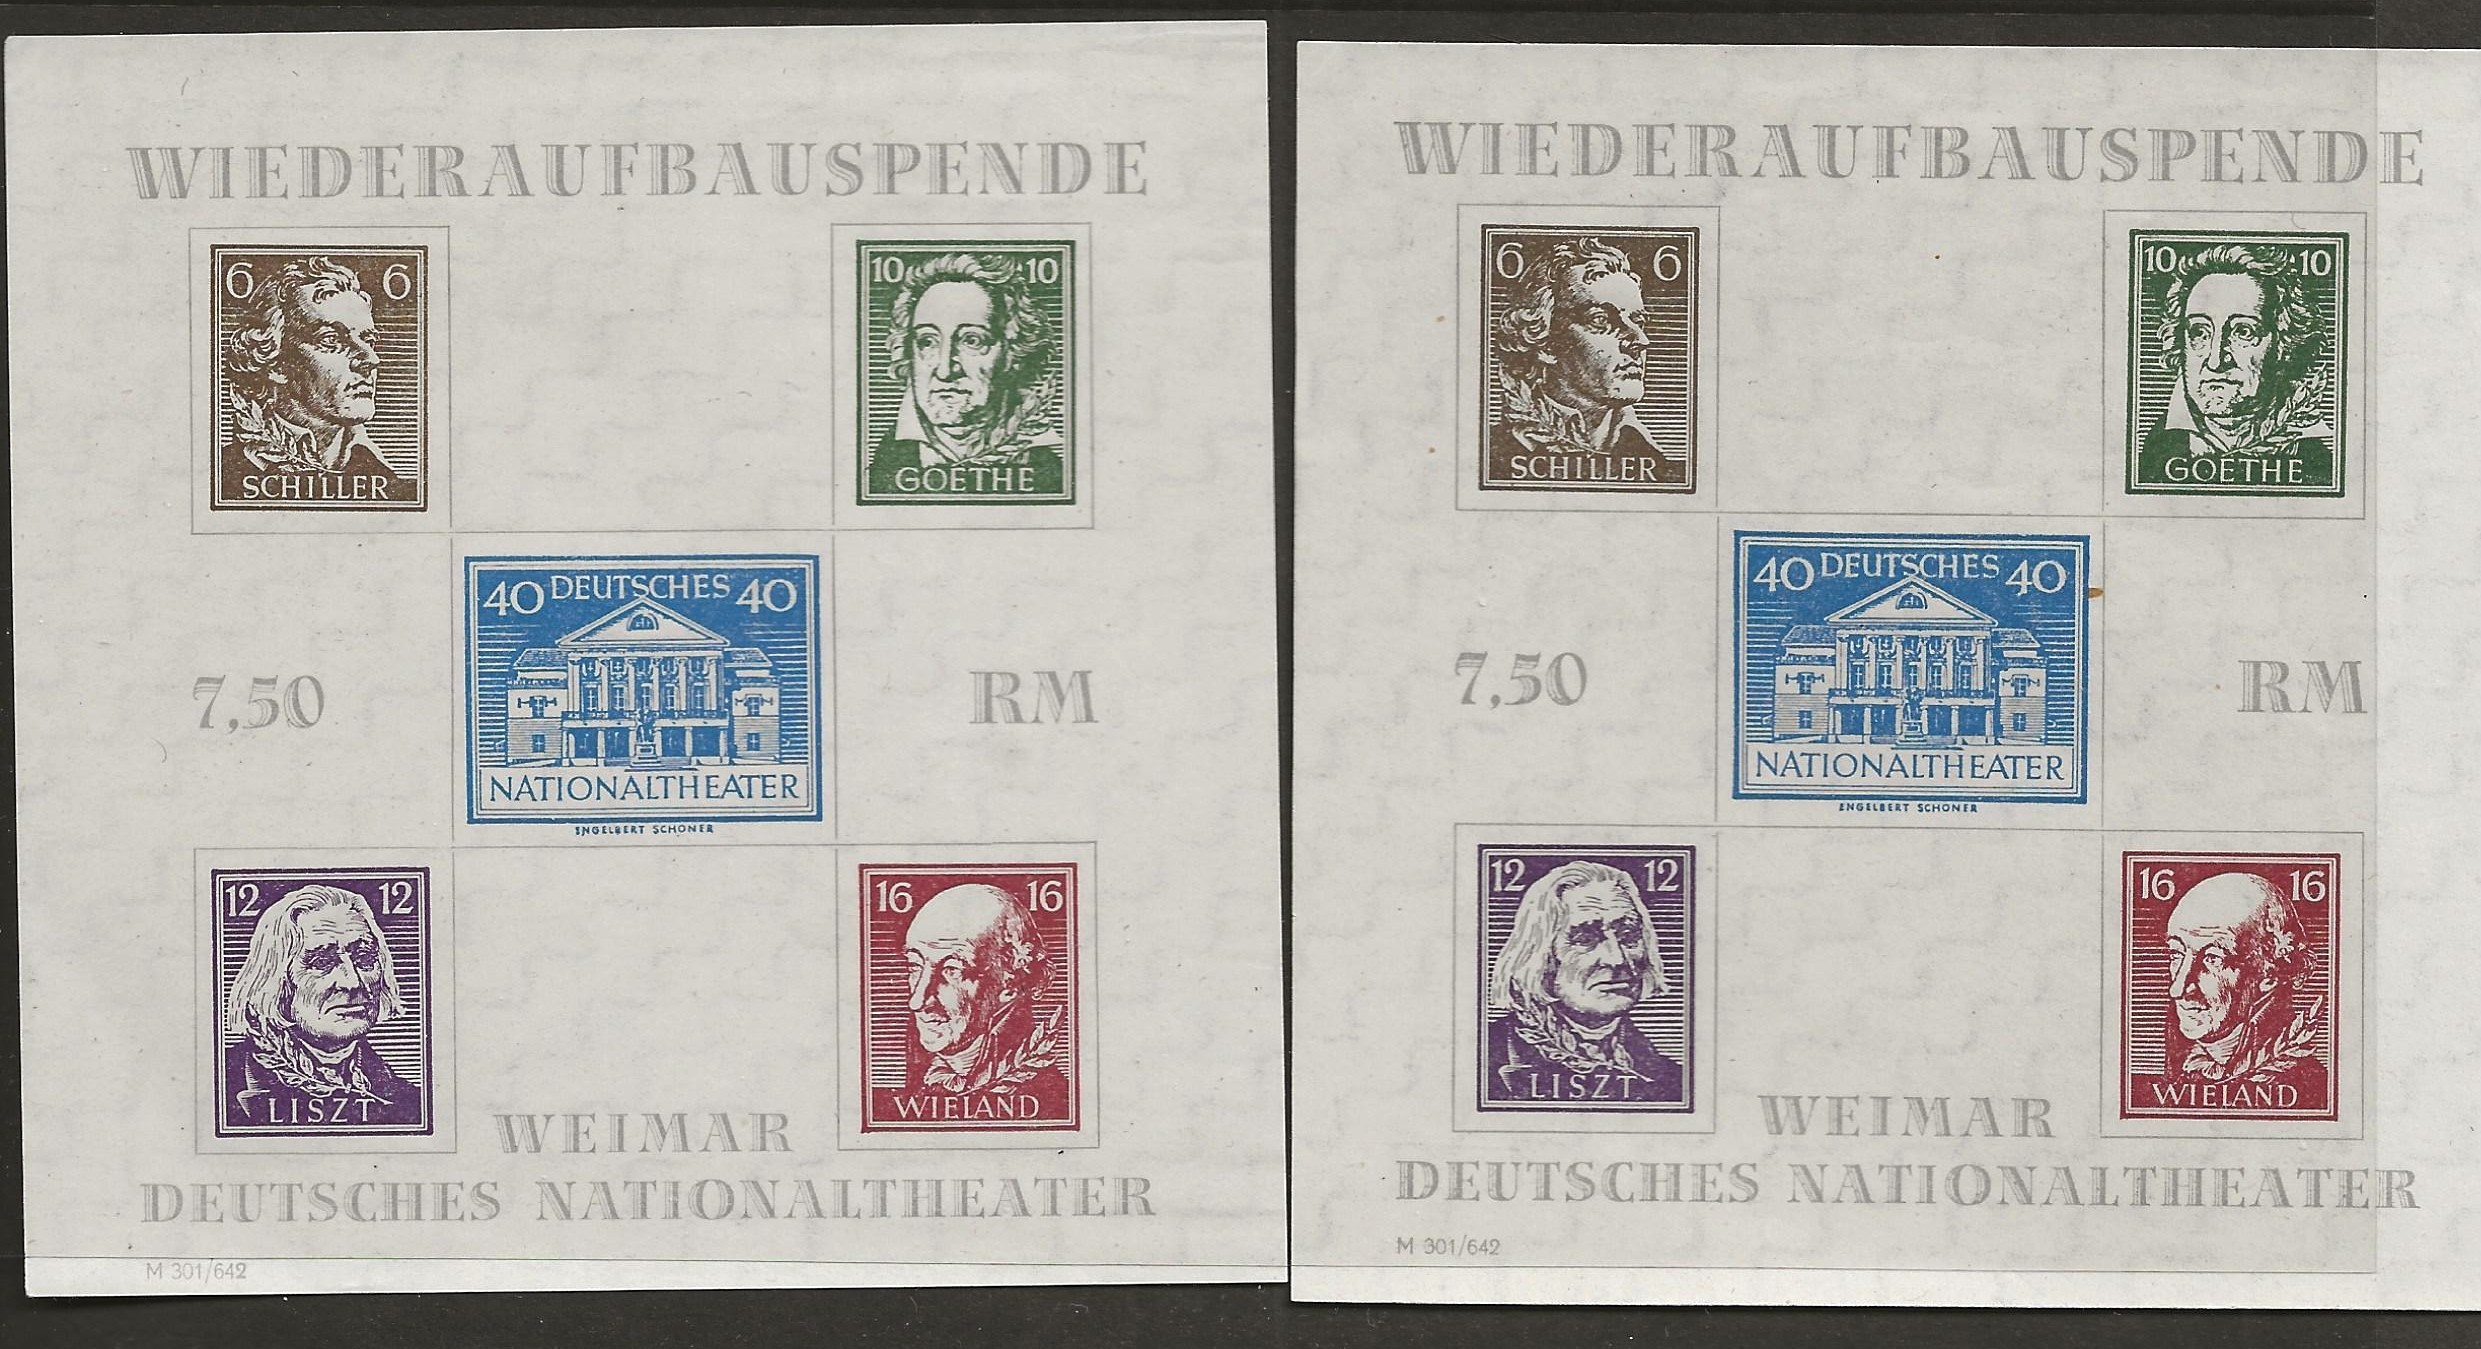 WIEDERAUFBAUSPENDE
6 6
SCHILLER
10 10
GOETHE
40 DEUTSCHES 40
NATIONALTHEATER
ENGELBERT SCHONER
7,50 RM
12 12
LISZT
16 16
WIELAND
WEIMAR
DEUTSCHES NATIONALTHEATER
M 301/642
WIEDERAUFBAUSPENDE
6 6
SCHILLER
10 10
GOETHE
40 DEUTSCHES 40
NATIONALTHEATER
ENGELBERT SCHONER
7,50 RM
12 12
LISZT
16 16
WIELAND
WEIMAR
DEUTSCHES NATIONALTHEATER
M 301/642